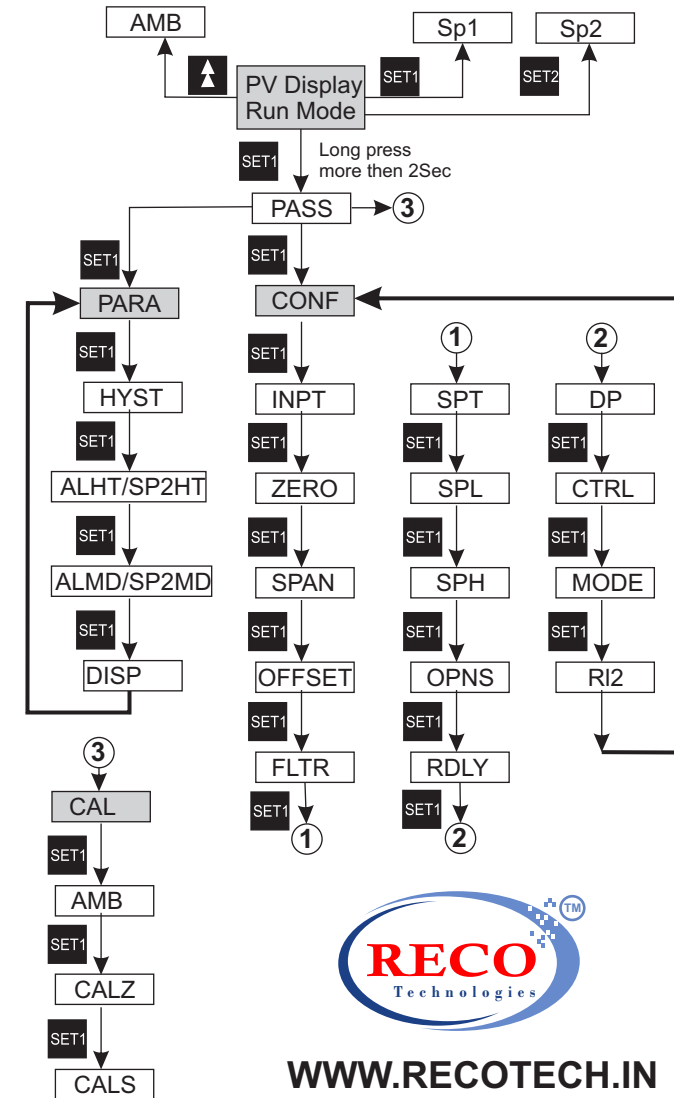 AMB
Sp1
Sp2
PV Display
Run Mode
SET1
SET2
SET1
Long press
more then 2Sec
PASS
3
SET1
SET1
PARA
CONF
SET1
HYST
SET1
ALHT/SP2HT
SET1
ALMD/SP2MD
SET1
DISP
SET1
INPT
SET1
ZERO
SET1
SPAN
SET1
OFFSET
SET1
FLTR
SET1
1
1
SPT
SET1
SPL
SET1
SPH
SET1
OPNS
SET1
RDLY
SET1
2
2
DP
SET1
CTRL
SET1
MODE
SET1
RI2
3
CAL
SET1
AMB
SET1
CALZ
SET1
CALS
TM
RECO
Technologies
WWW.RECOTECH.IN